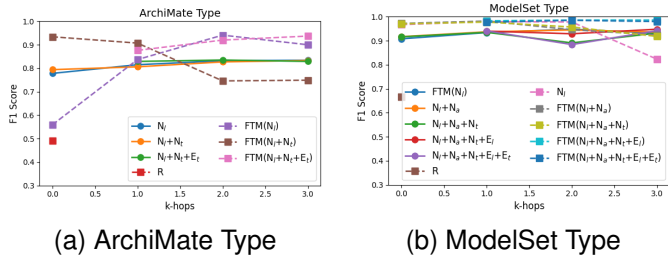 ArchiMate Type
1.0
0.9
0.8
0.7
0.6
0.5
0.4
0.3
F1 Score
0.0 0.5 1.0 1.5 2.0 2.5 3.0
k-hops
N_l
N_l+N_t
N_l+N_t+E_t
R
FTM(N_l)
FTM(N_l+N_t)
FTM(N_l+N_t+E_t)
(a) ArchiMate Type
ModelSet Type
1.0
0.9
0.8
0.7
0.6
0.5
0.4
0.3
F1 Score
0.0 0.5 1.0 1.5 2.0 2.5 3.0
k-hops
FTM(N_l)
N_l+N_a
N_l+N_a+N_t
N_l+N_a+N_t+E_l
N_l+N_a+N_t+E_l+E_t
R
N_l
FTM(N_l+N_a)
FTM(N_l+N_a+N_t)
FTM(N_l+N_a+N_t+E_l)
FTM(N_l+N_a+N_t+E_l+E_t)
(b) ModelSet Type